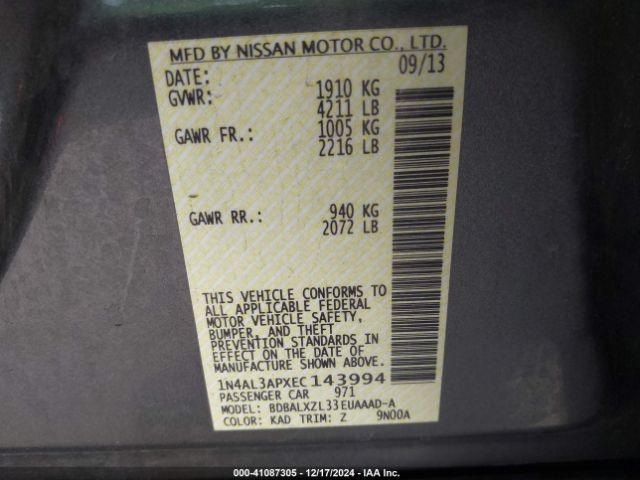 MFD BY NISSAN MOTOR CO., LTD.
DATE: 09/13
GVWR: 1910 KG
4211 LB
GAWR FR.: 1005 KG
2216 LB
GAWR RR.: 940 KG
2072 LB
THIS VEHICLE CONFORMS TO
ALL APPLICABLE FEDERAL
MOTOR VEHICLE SAFETY,
BUMPER, AND THEFT
PREVENTION STANDARDS IN
EFFECT ON THE DATE OF
MANUFACTURE SHOWN ABOVE.
1N4AL3APXEC143994
PASSENGER CAR 971
MODEL: BDBALXZL33EUAAAD-A
COLOR: KAD TRIM: Z 9N00A
000-41087305 - 12/17/2024 - IAA Inc.